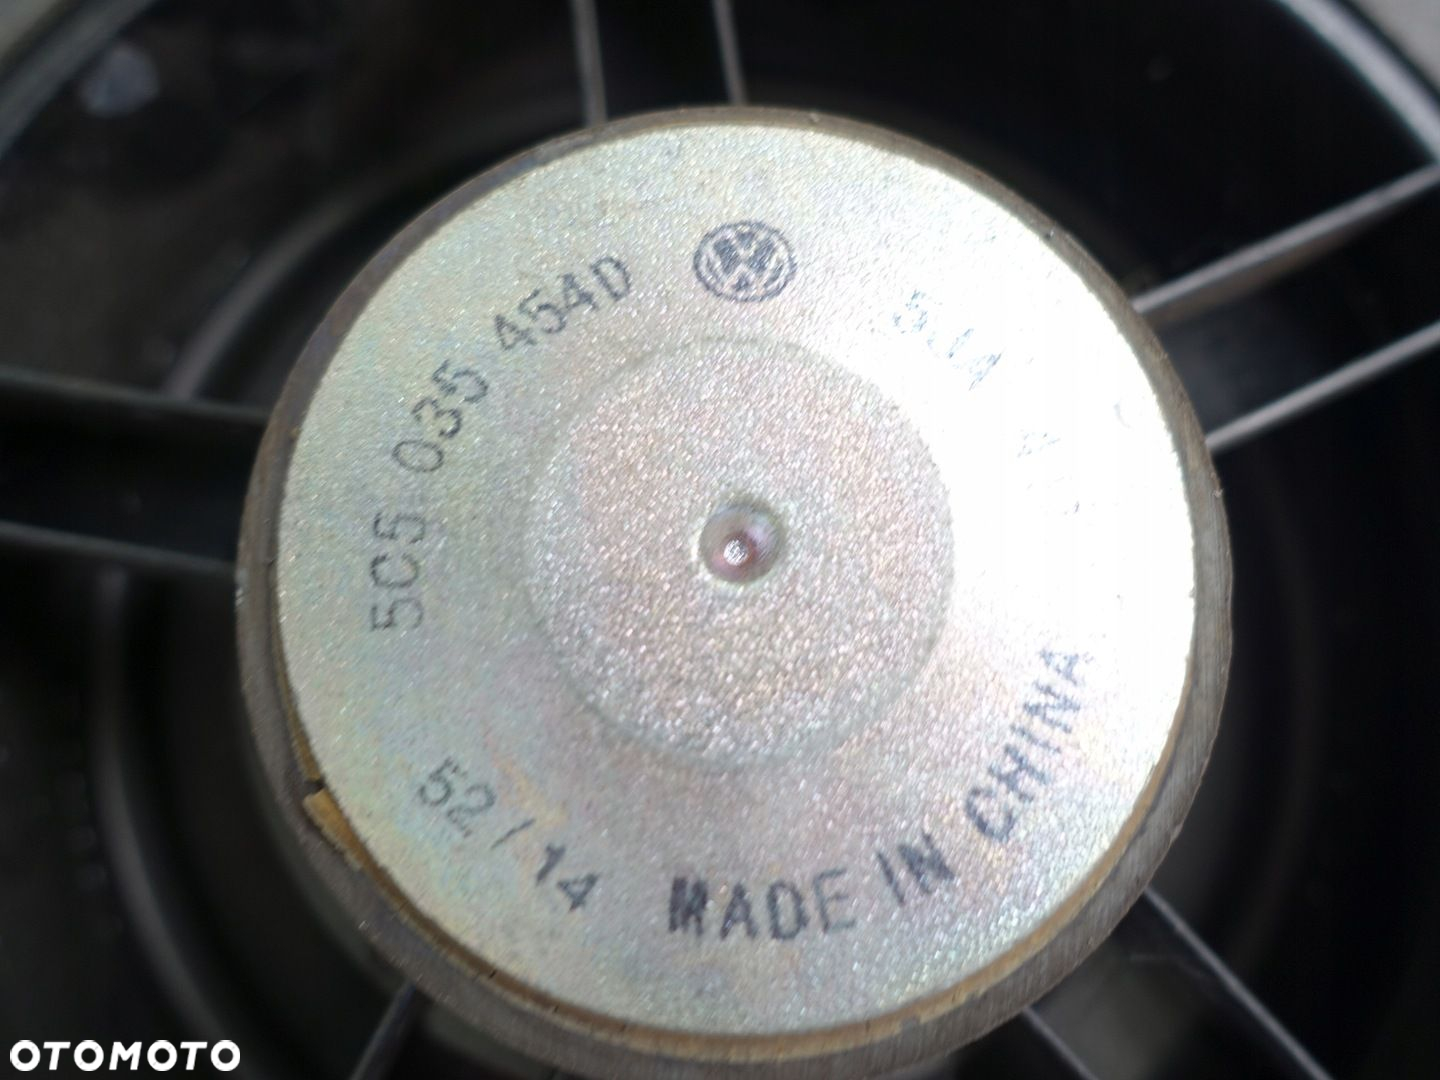 5C5 035 454D
52/14
MADE IN CHINA
OTOMOTO